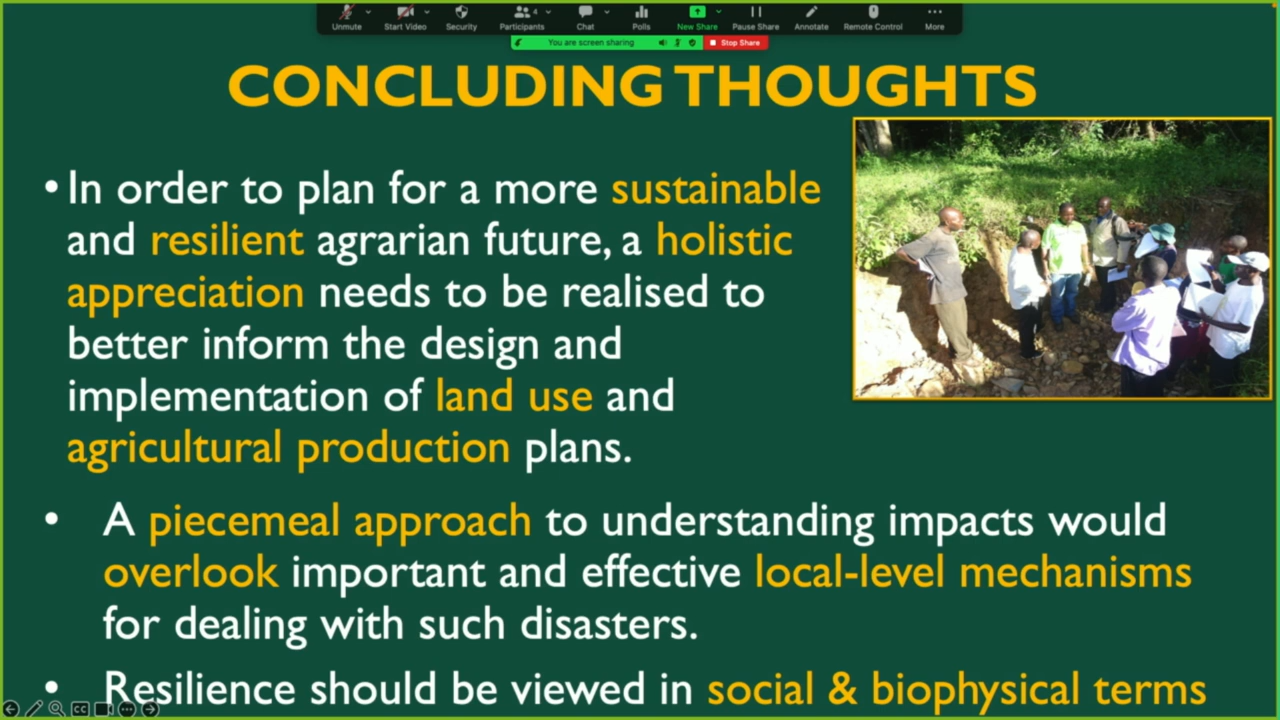 Unmute
Start Video
Security
Participants
4
Chat
Polls
New Share
Pause Share
Annotate
Remote Control
More
You are screen sharing
Stop Share
CONCLUDING THOUGHTS
• In order to plan for a more sustainable
and resilient agrarian future, a holistic
appreciation needs to be realised to
better inform the design and
implementation of land use and
agricultural production plans.
• A piecemeal approach to understanding impacts would
overlook important and effective local-level mechanisms
for dealing with such disasters.
• Resilience should be viewed in social & biophysical terms
CC